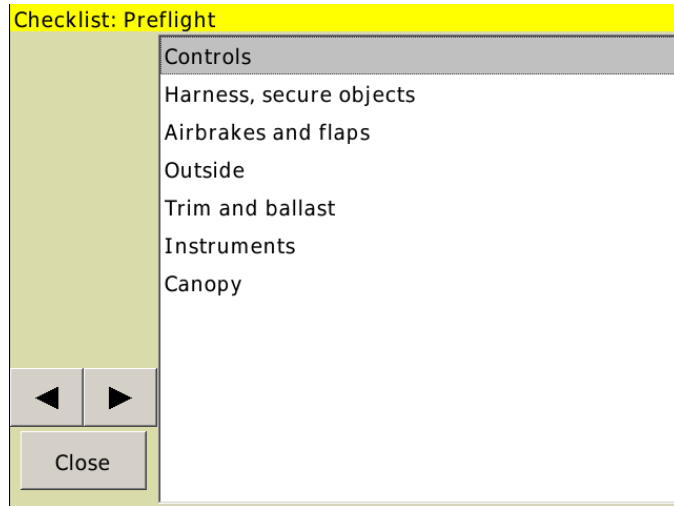 Checklist: Preflight
Controls
Harness, secure objects
Airbrakes and flaps
Outside
Trim and ballast
Instruments
Canopy
Close